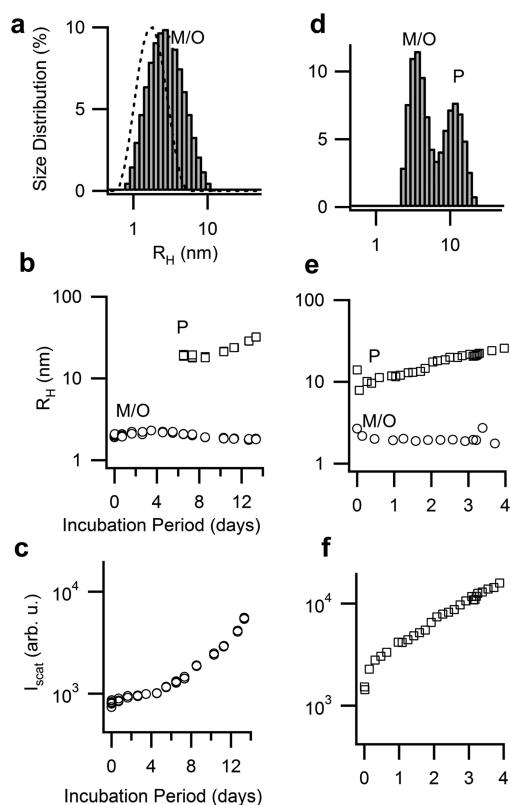 a
M/O
Size Distribution (%)
10
5
0
1
10
R_H (nm)
d
M/O
P
10
5
0
1
10
b
P
M/O
R_H (nm)
100
10
1
0
4
8
12
Incubation Period (days)
e
P
M/O
100
10
1
0
1
2
3
4
c
I_scat (arb. u.)
10^4
10^3
0
4
8
12
Incubation Period (days)
f
10^4
10^3
0
1
2
3
4